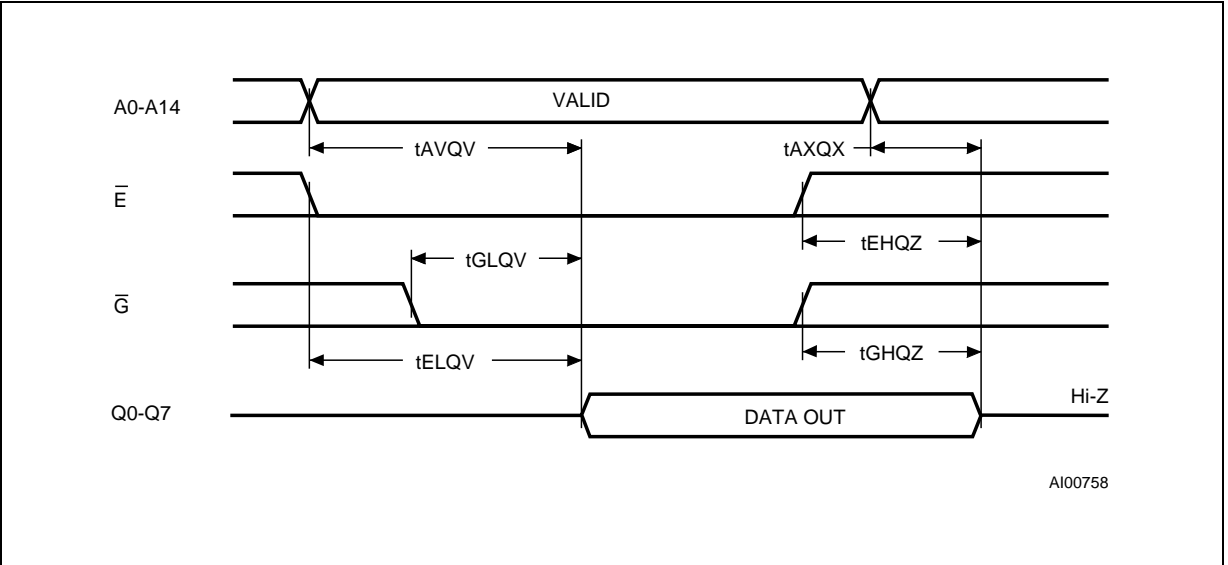 A0-A14
VALID
tAVQV
tAXQX
E̅
tEHQZ
tGLQV
G̅
tGHQZ
tELQV
Hi-Z
Q0-Q7
DATA OUT
AI00758